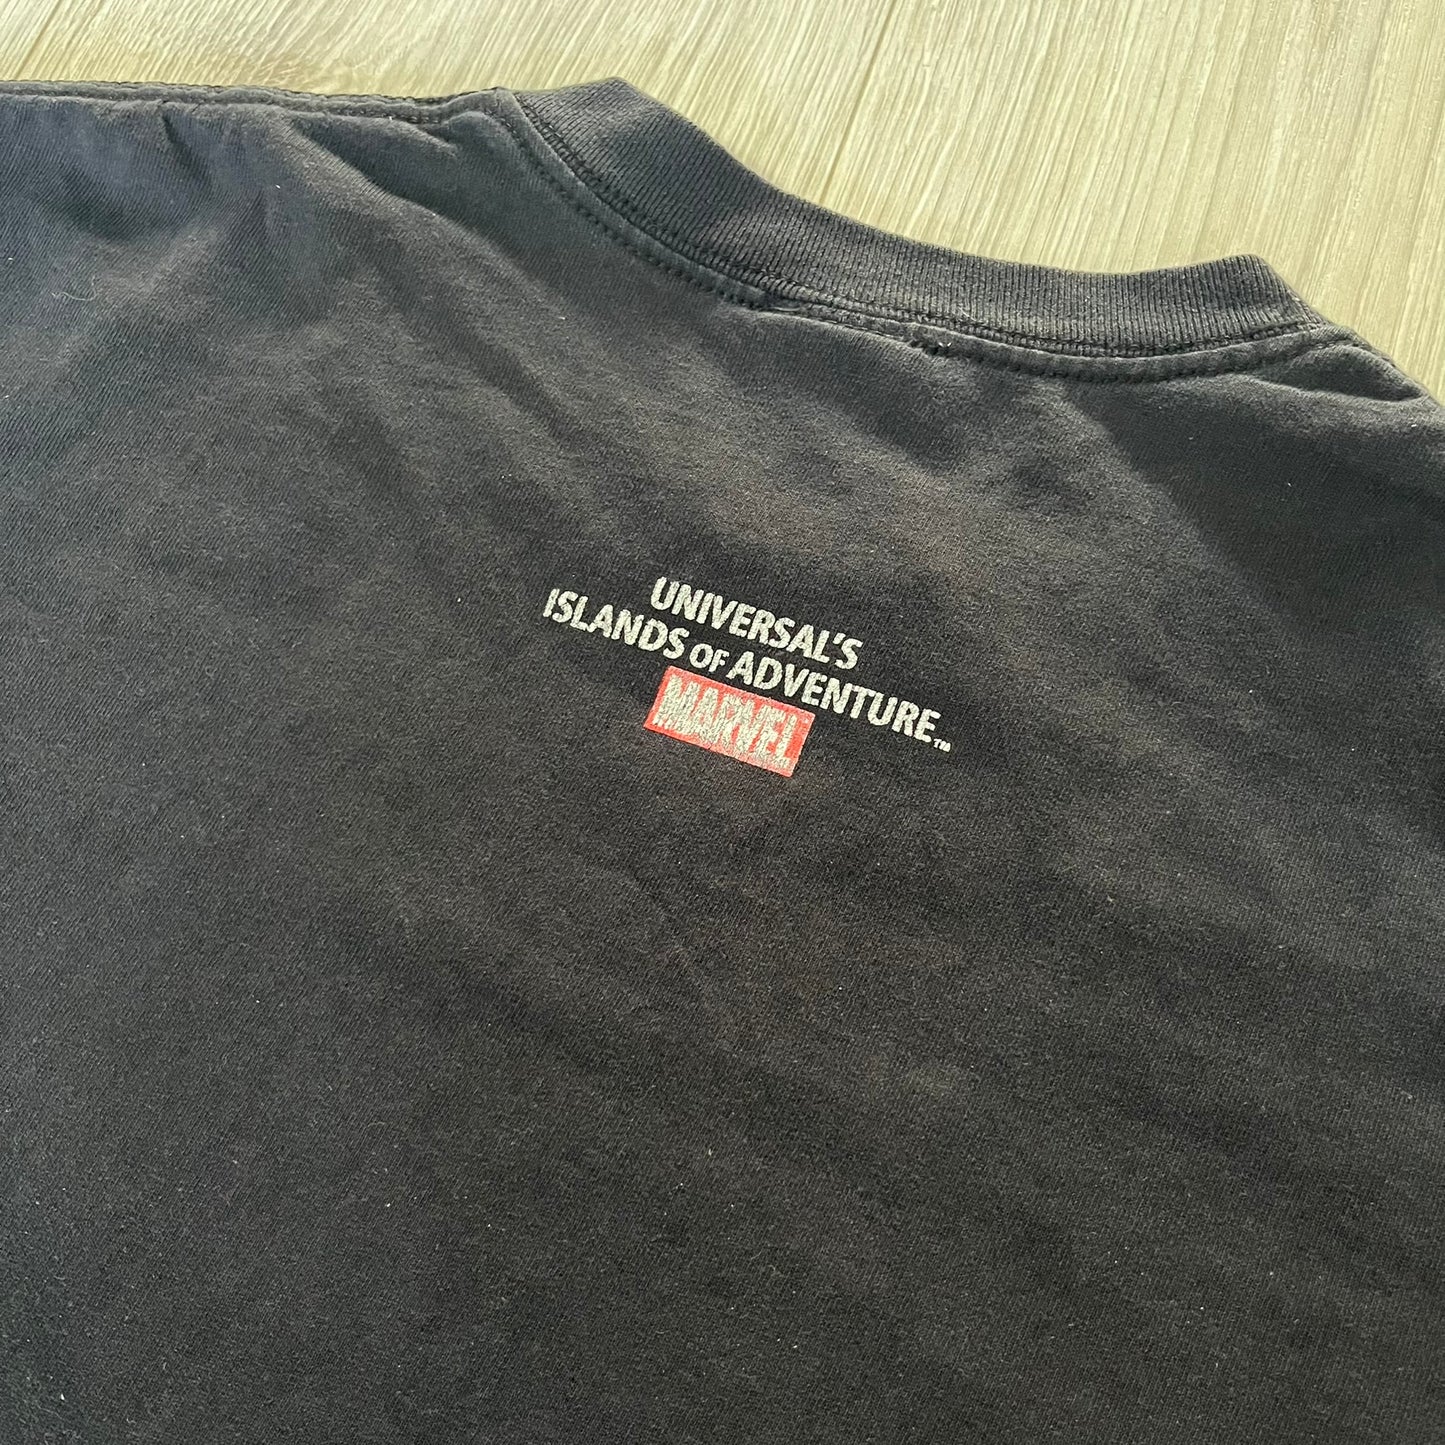 UNIVERSAL'S
ISLANDS OF ADVENTURE™
MARVEL